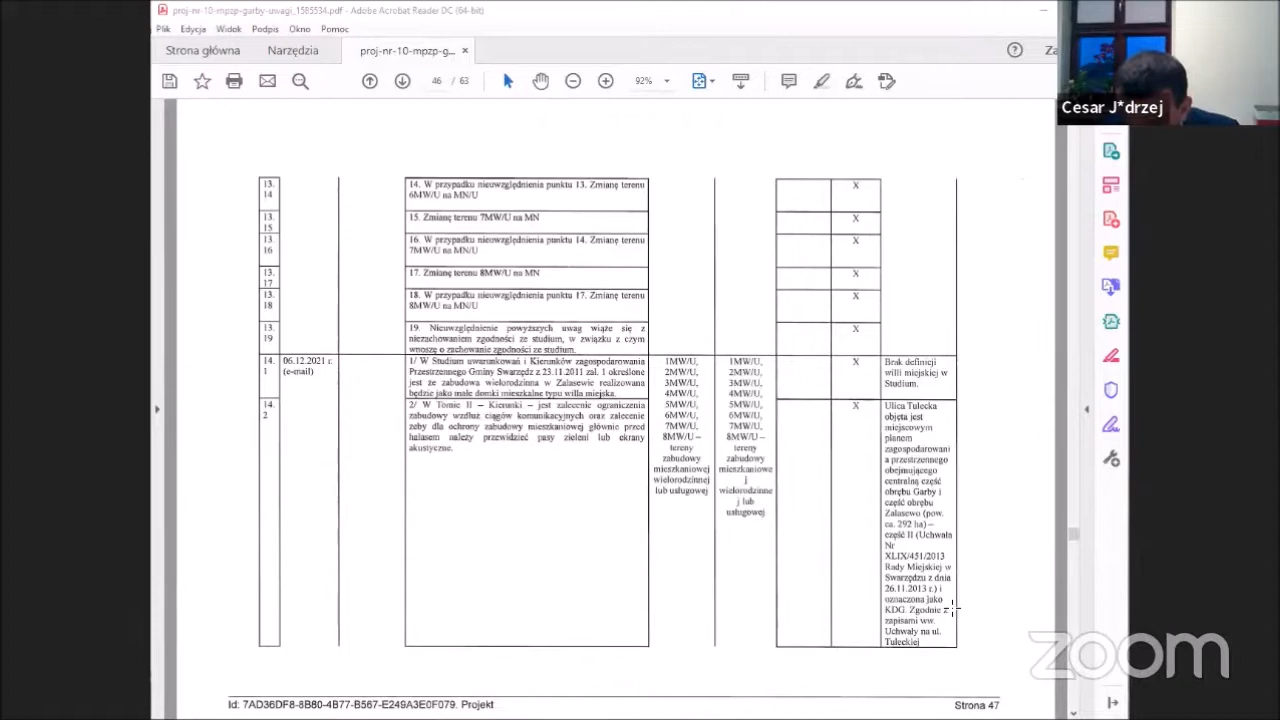 proj-nr-10-mpzp-garby-uwagi_1585534.pdf - Adobe Acrobat Reader DC (64-bit)
Plik Edycja Widok Podpis Okno Pomoc
Strona główna Narzędzia proj-nr-10-mpzp-g... × ? Za
46 / 63 92%
Cesar J*drzej
13.
14
14. W przypadku nieuwzględnienia punktu 13. Zmianę terenu
6MW/U na MN/U
X
13.
15
15. Zmianę terenu 7MW/U na MN
X
13.
16
16. W przypadku nieuwzględnienia punktu 14. Zmianę terenu
7MW/U na MN/U
X
13.
17
17. Zmianę terenu 8MW/U na MN
X
13.
18
18. W przypadku nieuwzględnienia punktu 17. Zmianę terenu
8MW/U na MN/U
X
13.
19
19. Nieuwzględnienie powyższych uwag wiąże się z
niezachowaniem zgodności ze studium, w związku z czym
wnoszę o zachowanie zgodności ze studium.
X
14.
1
06.12.2021 r.
(e-mail)
1/ W Studium uwarunkowań i Kierunków zagospodarowania
Przestrzennego Gminy Swarzędz z 23.11.2011 zał. 1 określone
jest że zabudowa wielorodzinna w Zalasewie realizowana
będzie jako małe domki mieszkalne typu willa miejska.
1MW/U,
2MW/U,
3MW/U,
4MW/U,
5MW/U,
6MW/U,
7MW/U,
8MW/U –
tereny
zabudowy
mieszkaniowej
wielorodzinnej
lub usługowej
1MW/U,
2MW/U,
3MW/U,
4MW/U,
5MW/U,
6MW/U,
7MW/U,
8MW/U –
tereny
zabudowy
mieszkaniowe
j
wielorodzinne
j lub
usługowej
X
Brak definicji
willi miejskiej w
Studium.
14.
2
2/ W Tomie II – Kierunki – jest zalecenie ograniczenia
zabudowy wzdłuż ciągów komunikacyjnych oraz zalecenie
żeby dla ochrony zabudowy mieszkaniowej głównie przed
hałasem należy przewidzieć pasy zieleni lub ekrany
akustyczne.
X
Ulica Tulecka
objęta jest
miejscowym
planem
zagospodarowani
a przestrzennego
obejmującego
centralną część
obrębu Garby i
część obrębu
Zalasewo (pow.
ca. 292 ha) –
część II (Uchwała
Nr
XLIX/451/2013
Rady Miejskiej w
Swarzędzu z dnia
26.11.2013 r.) i
oznaczona jako
KDG. Zgodnie z
zapisami ww.
Uchwały na ul.
Tuleckiej
zoom
Id: 7AD36DF8-8B80-4B77-B567-E249A3E0F079. Projekt
Strona 47